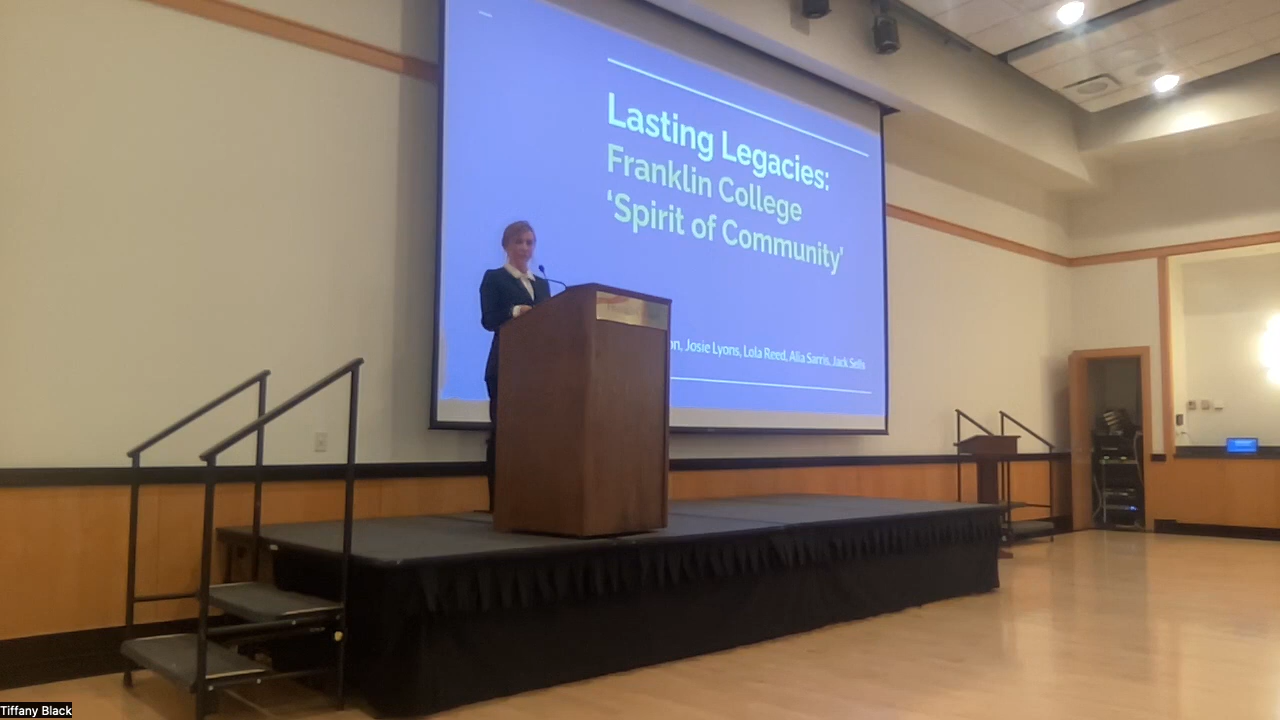 Lasting Legacies:
Franklin College
‘Spirit of Community’
Josie Lyons, Lola Reed, Alia Sarris, Jack Sells
Tiffany Black